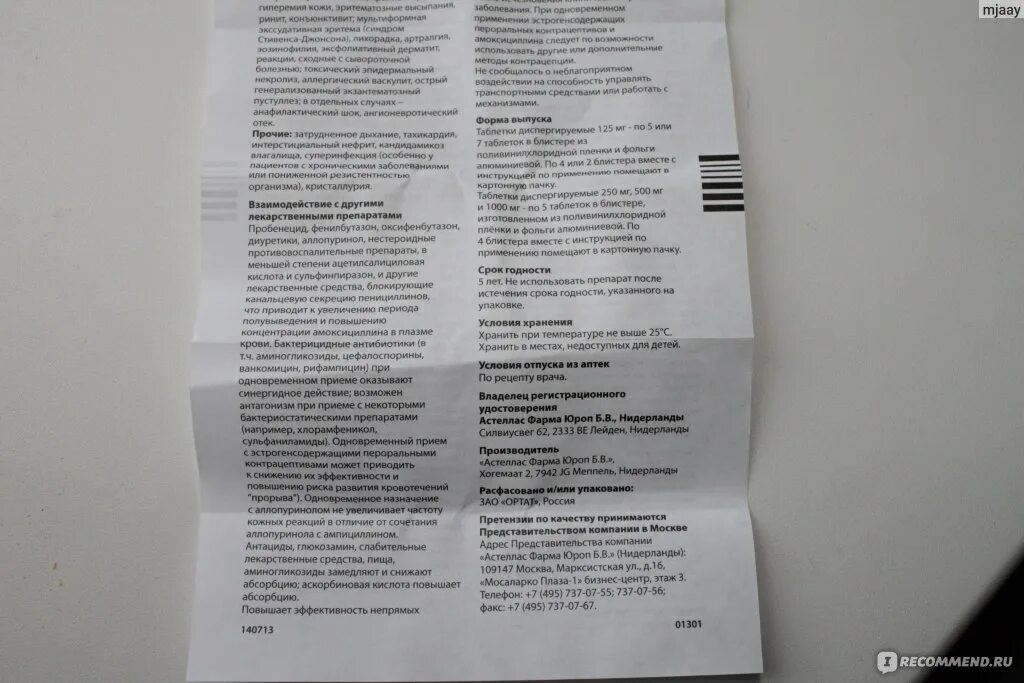 mjaay
гиперемия кожи, эритематозные высыпания,
ринит, конъюнктивит; мультиформная
экссудативная эритема (синдром
Стивенса-Джонсона), лихорадка, артралгия,
эозинофилия, эксфолиативный дерматит,
реакции, сходные с сывороточной
болезнью; токсический эпидермальный
некролиз, аллергический васкулит, острый
генерализованный экзантематозный
пустуллез; в отдельных случаях –
анафилактический шок, ангионевротический
отек.
Прочие: затрудненное дыхание, тахикардия,
интерстициальный нефрит, кандидамикоз
влагалища, суперинфекция (особенно у
пациентов с хроническими заболеваниями
или пониженной резистентностью
организма), кристаллурия.
Взаимодействие с другими
лекарственными препаратами
Пробенецид, фенилбутазон, оксифенбутазон,
диуретики, аллопуринол, нестероидные
противовоспалительные препараты, в
меньшей степени ацетилсалициловая
кислота и сульфинпиразон, и другие
лекарственные средства, блокирующие
канальцевую секрецию пенициллинов,
что приводит к увеличению периода
полувыведения и повышению
концентрации амоксициллина в плазме
крови. Бактерицидные антибиотики (в
т.ч. аминогликозиды, цефалоспорины,
ванкомицин, рифампицин) при
одновременном приеме оказывают
синергидное действие; возможен
антагонизм при приеме с некоторыми
бактериостатическими препаратами
(например, хлорамфеникол,
сульфаниламиды). Одновременный прием
с эстрогенсодержащими пероральными
контрацептивами может приводить
к снижению их эффективности и
повышению риска развития кровотечений
"прорыва"). Одновременное назначение
с аллопуринолом не увеличивает частоту
кожных реакций в отличие от сочетания
аллопуринола с ампициллином.
Антациды, глюкозамин, слабительные
лекарственные средства, пища,
аминогликозиды замедляют и снижают
абсорбцию; аскорбиновая кислота повышает
абсорбцию.
Повышает эффективность непрямых
140713
заболевания. При одновременном
применении эстрогенсодержащих
пероральных контрацептивов и
амоксициллина следует по возможности
использовать другие или дополнительные
методы контрацепции.
Не сообщалось о неблагоприятном
воздействии на способность управлять
транспортными средствами или работать с
механизмами.
Форма выпуска
Таблетки диспергируемые 125 мг - по 5 или
7 таблеток в блистере из
поливинилхлоридной пленки и фольги
алюминиевой. По 4 или 2 блистера вместе с
инструкцией по применению помещают в
картонную пачку.
Таблетки диспергируемые 250 мг, 500 мг
и 1000 мг - по 5 таблеток в блистере,
изготовленном из поливинилхлоридной
плёнки и фольги алюминиевой. По
4 блистера вместе с инструкцией по
применению помещают в картонную пачку.
Срок годности
5 лет. Не использовать препарат после
истечения срока годности, указанного на
упаковке.
Условия хранения
Хранить при температуре не выше 25°С.
Хранить в местах, недоступных для детей.
Условия отпуска из аптек
По рецепту врача.
Владелец регистрационного
удостоверения
Астеллас Фарма Юроп Б.В., Нидерланды
Силвиусвег 62, 2333 ВЕ Лейден, Нидерланды
Производитель
«Астеллас Фарма Юроп Б.В.»,
Хогемаат 2, 7942 JG Меппель, Нидерланды
Расфасовано и/или упаковано:
ЗАО «ОРТАТ», Россия
Претензии по качеству принимаются
Представительством компании в Москве
Адрес Представительства компании
«Астеллас Фарма Юроп Б.В.» (Нидерланды):
109147 Москва, Марксистская ул., д.16,
«Мосаларко Плаза-1» бизнес-центр, этаж 3.
Телефон: +7 (495) 737-07-55; 737-07-56;
факс: +7 (495) 737-07-67.
01301
RECOMMEND.RU